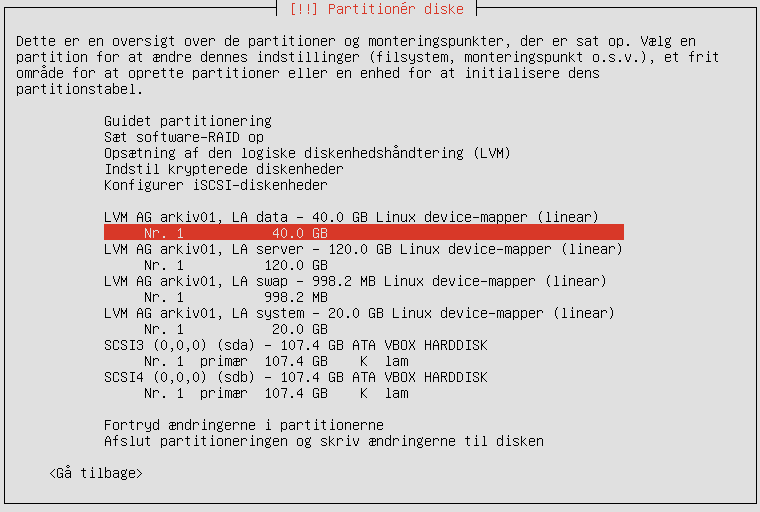 [!!] Partitionér diske
Dette er en oversigt over de partitioner og monteringspunkter, der er sat op. Vælg en
partition for at ændre dennes indstillinger (filsystem, monteringspunkt o.s.v.), et frit
område for at oprette partitioner eller en enhed for at initialisere dens
partitionstabel.
Guidet partitionering
Sæt software-RAID op
Opsætning af den logiske diskenhedshåndtering (LVM)
Indstil krypterede diskenheder
Konfigurer iSCSI-diskenheder
LVM AG arkiv01, LA data - 40.0 GB Linux device-mapper (linear)
Nr. 1 40.0 GB
LVM AG arkiv01, LA server - 120.0 GB Linux device-mapper (linear)
Nr. 1 120.0 GB
LVM AG arkiv01, LA swap - 998.2 MB Linux device-mapper (linear)
Nr. 1 998.2 MB
LVM AG arkiv01, LA system - 20.0 GB Linux device-mapper (linear)
Nr. 1 20.0 GB
SCSI3 (0,0,0) (sda) - 107.4 GB ATA VBOX HARDDISK
Nr. 1 primær 107.4 GB K lam
SCSI4 (0,0,0) (sdb) - 107.4 GB ATA VBOX HARDDISK
Nr. 1 primær 107.4 GB K lam
Fortryd ændringerne i partitionerne
Afslut partitioneringen og skriv ændringerne til disken
<Gå tilbage>